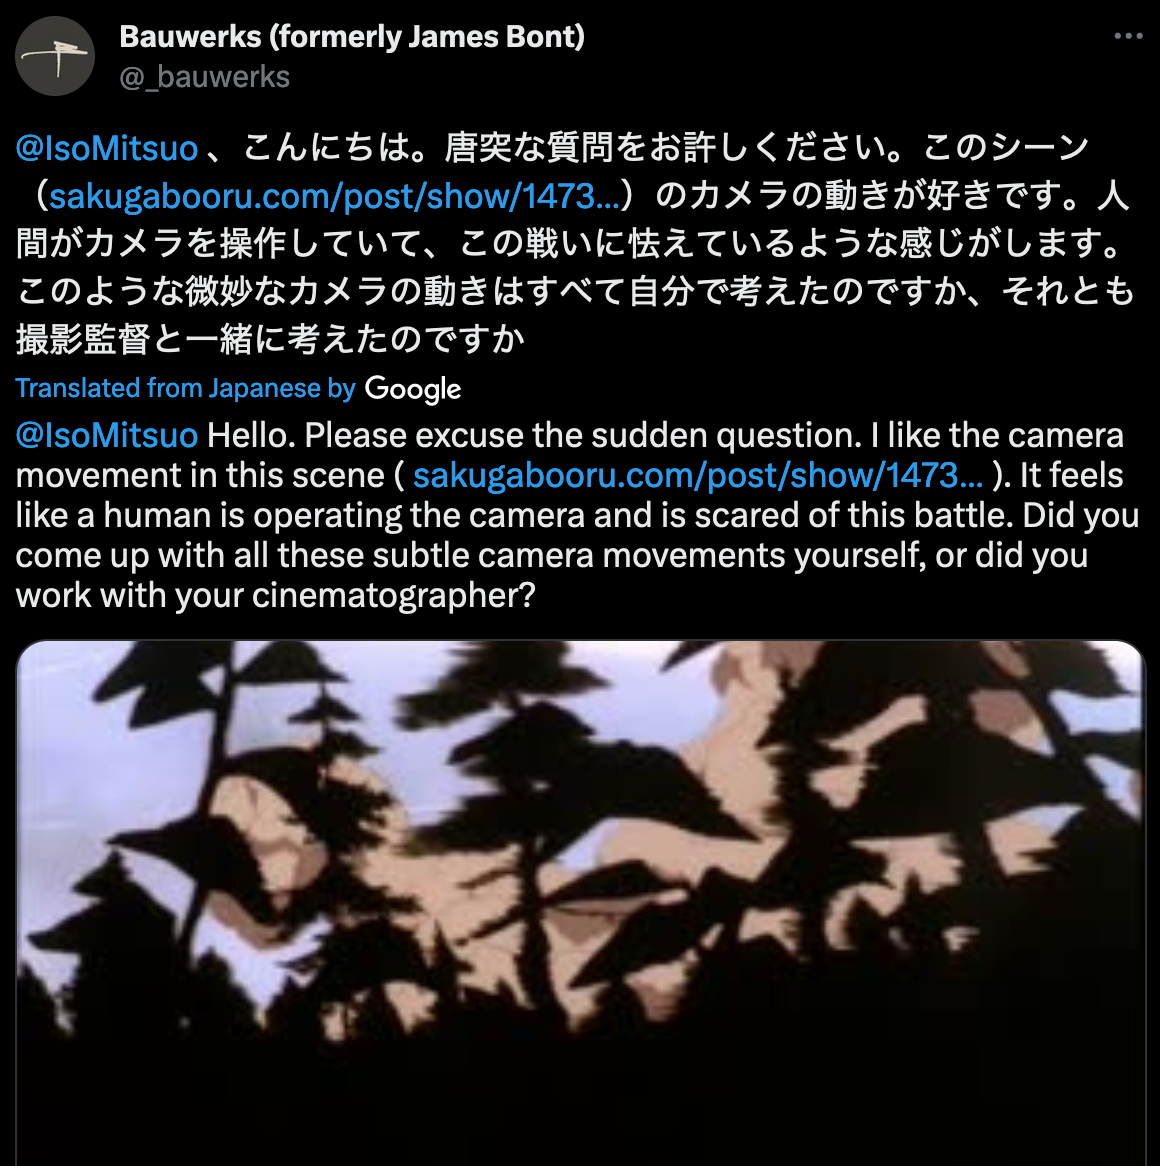 Bauwerks (formerly James Bont)
@_bauwerks
@IsoMitsuo 、こんにちは。唐突な質問をお許しください。このシーン
（sakugabooru.com/post/show/1473...）のカメラの動きが好きです。人
間がカメラを操作していて、この戦いに怯えているような感じがします。
このような微妙なカメラの動きはすべて自分で考えたのですか、それとも
撮影監督と一緒に考えたのですか
Translated from Japanese by Google
@IsoMitsuo Hello. Please excuse the sudden question. I like the camera
movement in this scene ( sakugabooru.com/post/show/1473... ). It feels
like a human is operating the camera and is scared of this battle. Did you
come up with all these subtle camera movements yourself, or did you
work with your cinematographer?